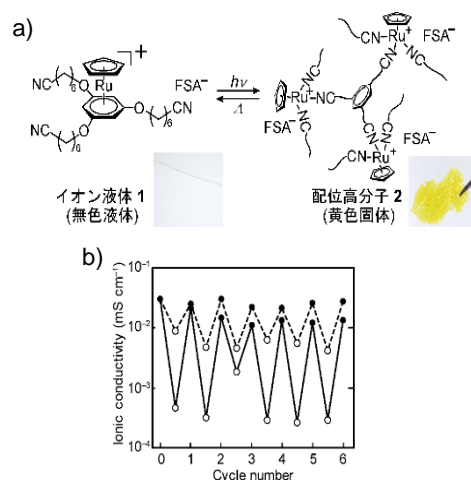 a)
NC
O
Ru
+
FSA−
O
CN
NC
O
6
6
6
hν
Δ
CN
Ru+
NC
FSA−
CN
NC
Ru+
NC
NC
FSA−
CN
CN
NC
Ru+
FSA−
イオン液体 1
(無色液体)
配位高分子 2
(黄色固体)
b)
Ionic conductivity (mS cm−1)
10−1
10−2
10−3
10−4
0 1 2 3 4 5 6
Cycle number